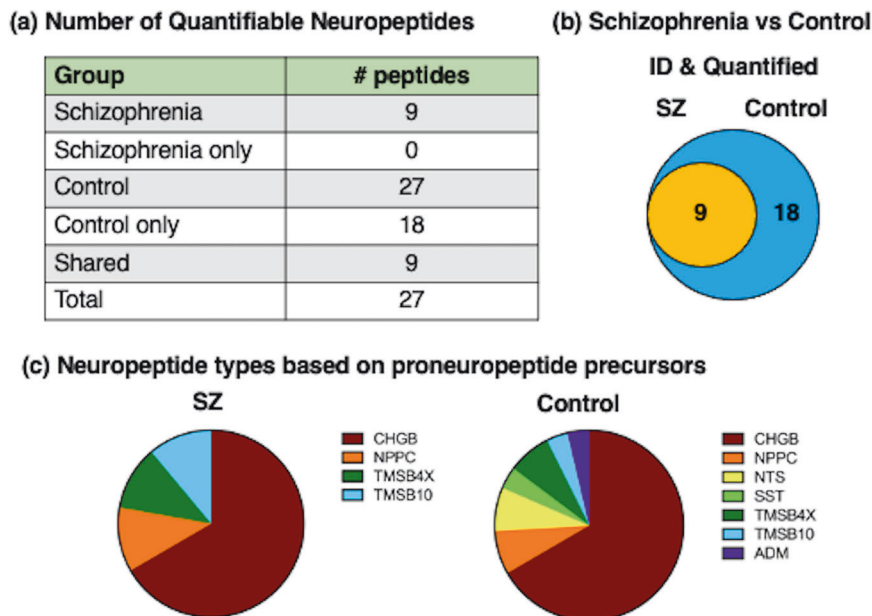 (a) Number of Quantifiable Neuropeptides
Group # peptides
Schizophrenia 9
Schizophrenia only 0
Control 27
Control only 18
Shared 9
Total 27
(b) Schizophrenia vs Control
ID & Quantified
SZ Control
9 18
(c) Neuropeptide types based on proneuropeptide precursors
SZ
CHGB
NPPC
TMSB4X
TMSB10
Control
CHGB
NPPC
NTS
SST
TMSB4X
TMSB10
ADM